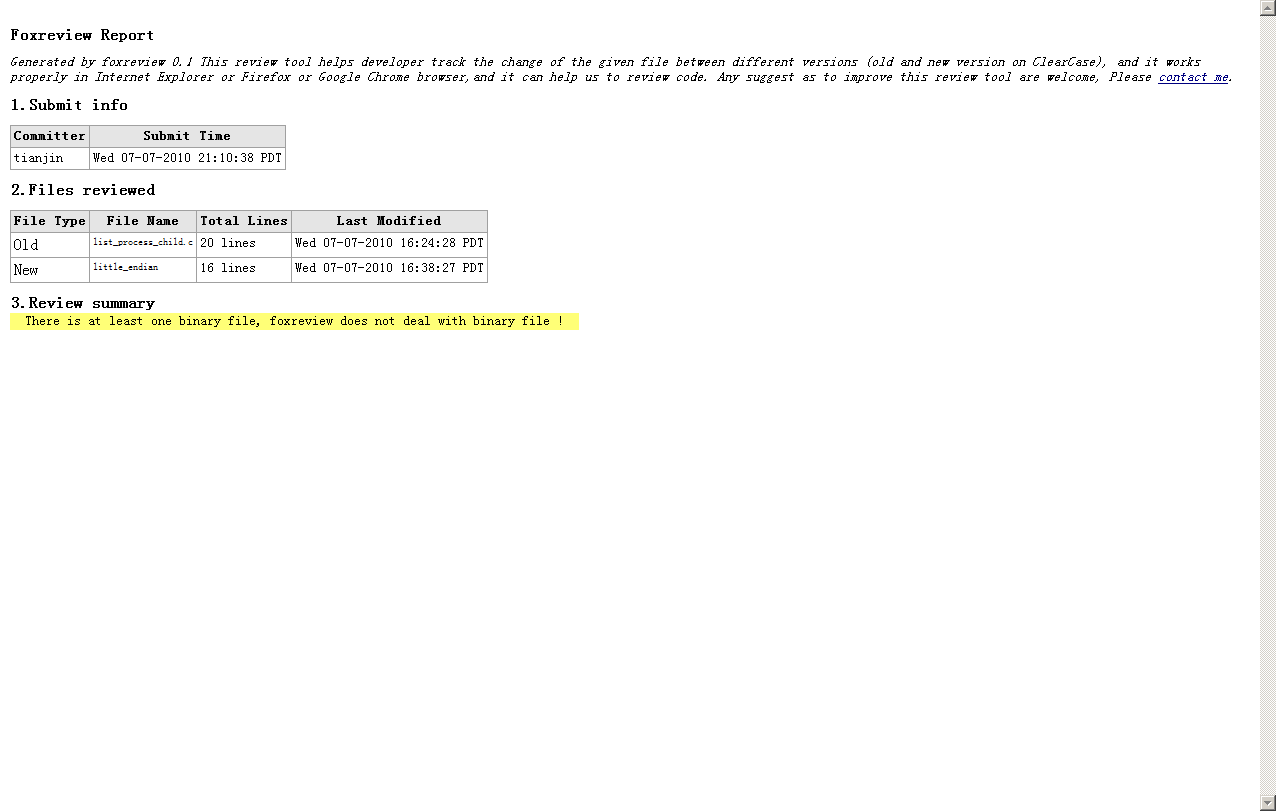 Foxreview Report
Generated by foxreview 0.1 This review tool helps developer track the change of the given file between different versions (old and new version on ClearCase), and it works
properly in Internet Explorer or Firefox or Google Chrome browser,and it can help us to review code. Any suggest as to improve this review tool are welcome, Please contact me.
1.Submit info
Committer Submit Time
tianjin Wed 07-07-2010 21:10:38 PDT
2.Files reviewed
File Type File Name Total Lines Last Modified
Old list_process_child.c 20 lines Wed 07-07-2010 16:24:28 PDT
New little_endian 16 lines Wed 07-07-2010 16:38:27 PDT
3.Review summary
There is at least one binary file, foxreview does not deal with binary file !